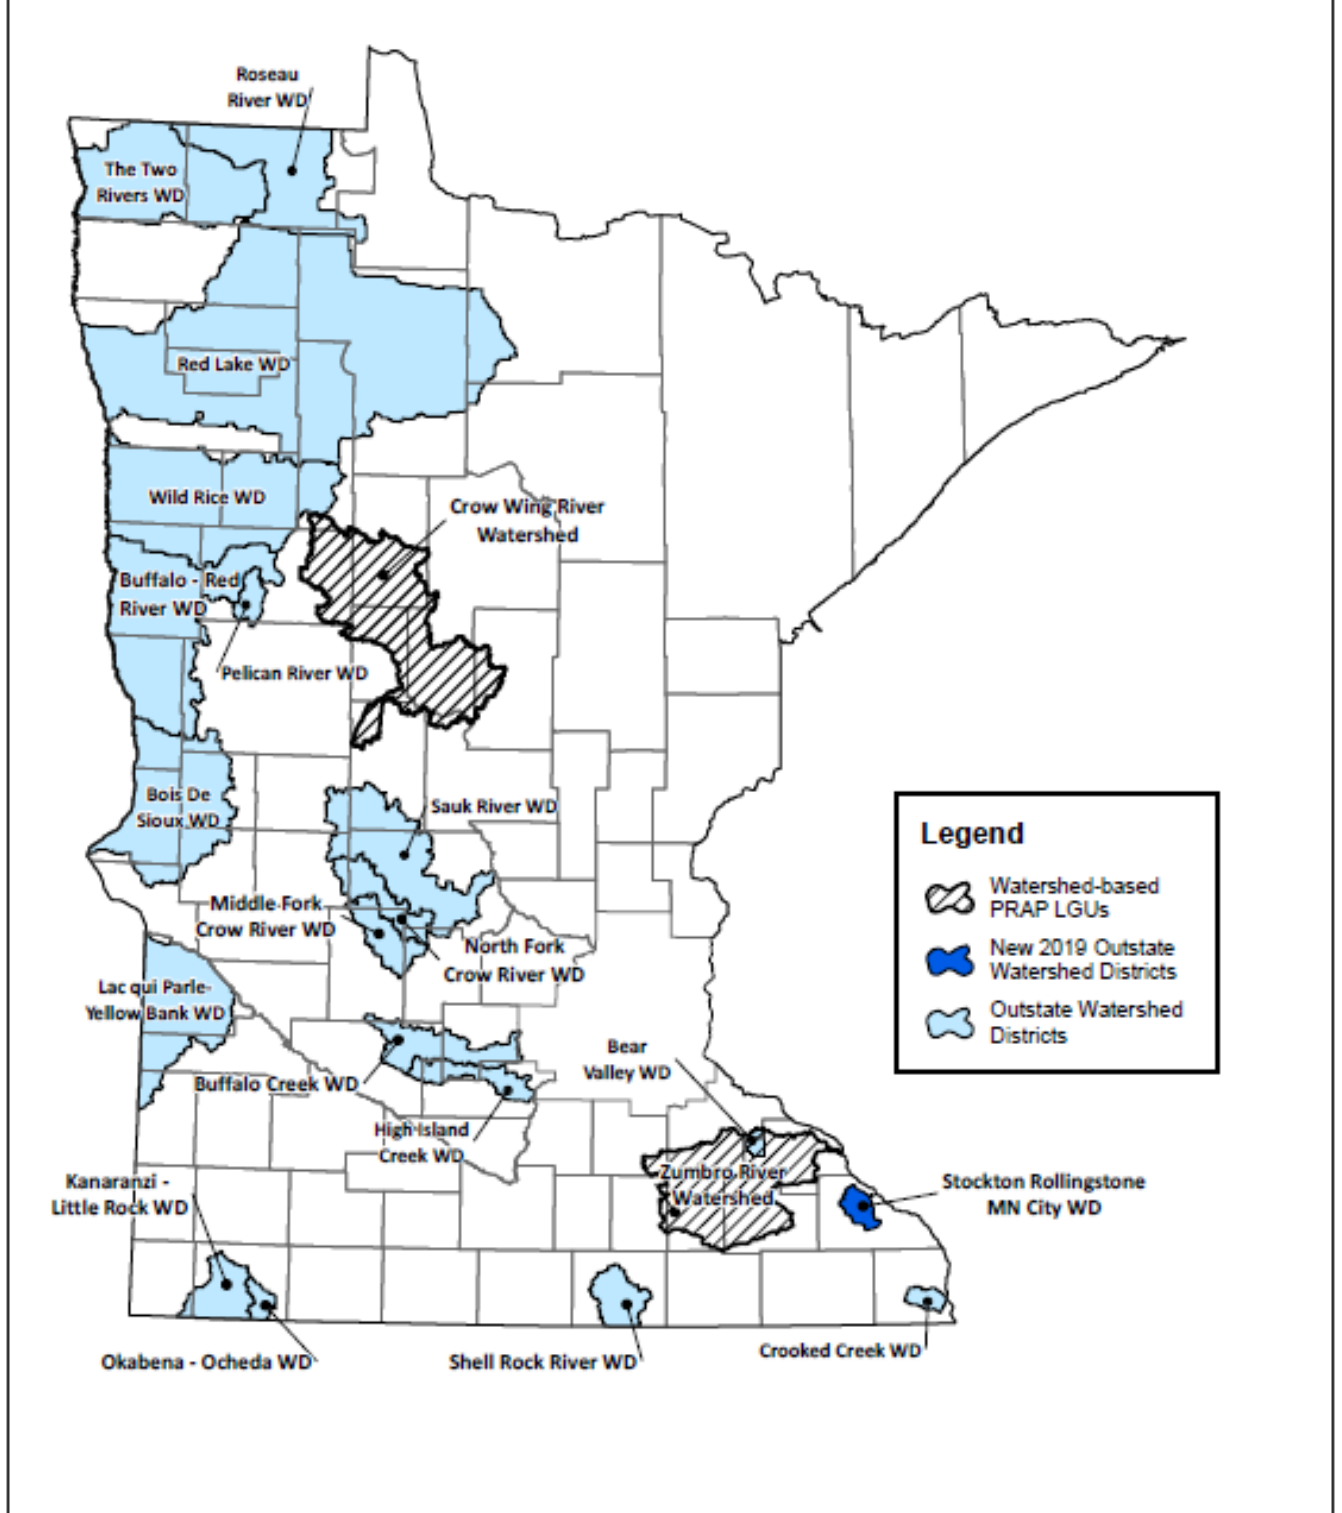 Roseau
River WD
The Two
Rivers WD
Red Lake WD
Wild Rice WD
Crow Wing River
Watershed
Buffalo - Red
River WD
Pelican River WD
Bois De
Sioux WD
Sauk River WD
Middle Fork
Crow River WD
North Fork
Crow River WD
Lac qui Parle-
Yellow Bank WD
Buffalo Creek WD
Bear
Valley WD
High Island
Creek WD
Zumbro River
Watershed
Kanaranzi -
Little Rock WD
Stockton Rollingstone
MN City WD
Okabena - Ocheda WD
Shell Rock River WD
Crooked Creek WD
Legend
Watershed-based
PRAP LGUs
New 2019 Outstate
Watershed Districts
Outstate Watershed
Districts